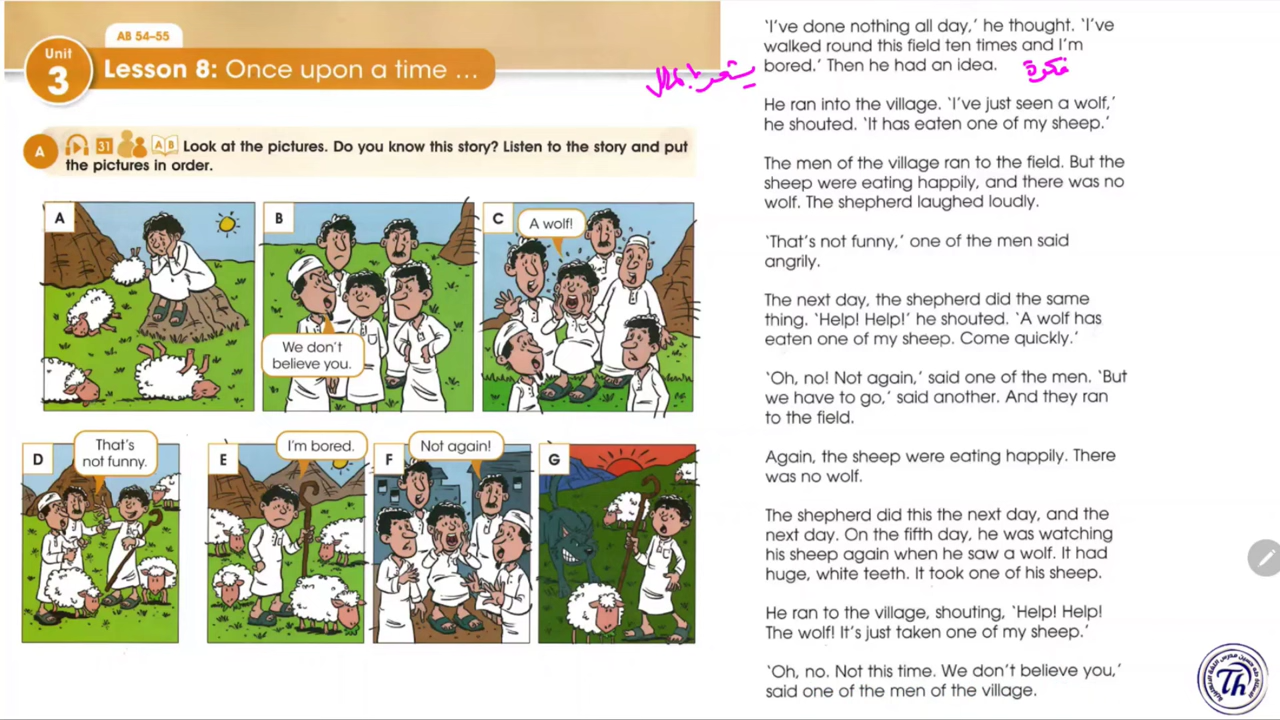 AB 54–55
Unit
3
Lesson 8: Once upon a time ...
A
31
AB
Look at the pictures. Do you know this story? Listen to the story and put
the pictures in order.
A
B
We don't
believe you.
C
A wolf!
D
That's
not funny.
E
I'm bored.
F
Not again!
G
'I've done nothing all day,' he thought. 'I've
walked round this field ten times and I'm
bored.' Then he had an idea.
يشعر بالملل
فكرة
He ran into the village. 'I've just seen a wolf,'
he shouted. 'It has eaten one of my sheep.'
The men of the village ran to the field. But the
sheep were eating happily, and there was no
wolf. The shepherd laughed loudly.
'That's not funny,' one of the men said
angrily.
The next day, the shepherd did the same
thing. 'Help! Help!' he shouted. 'A wolf has
eaten one of my sheep. Come quickly.'
'Oh, no! Not again,' said one of the men. 'But
we have to go,' said another. And they ran
to the field.
Again, the sheep were eating happily. There
was no wolf.
The shepherd did this the next day, and the
next day. On the fifth day, he was watching
his sheep again when he saw a wolf. It had
huge, white teeth. It took one of his sheep.
He ran to the village, shouting, 'Help! Help!
The wolf! It's just taken one of my sheep.'
'Oh, no. Not this time. We don't believe you,'
said one of the men of the village.
Th